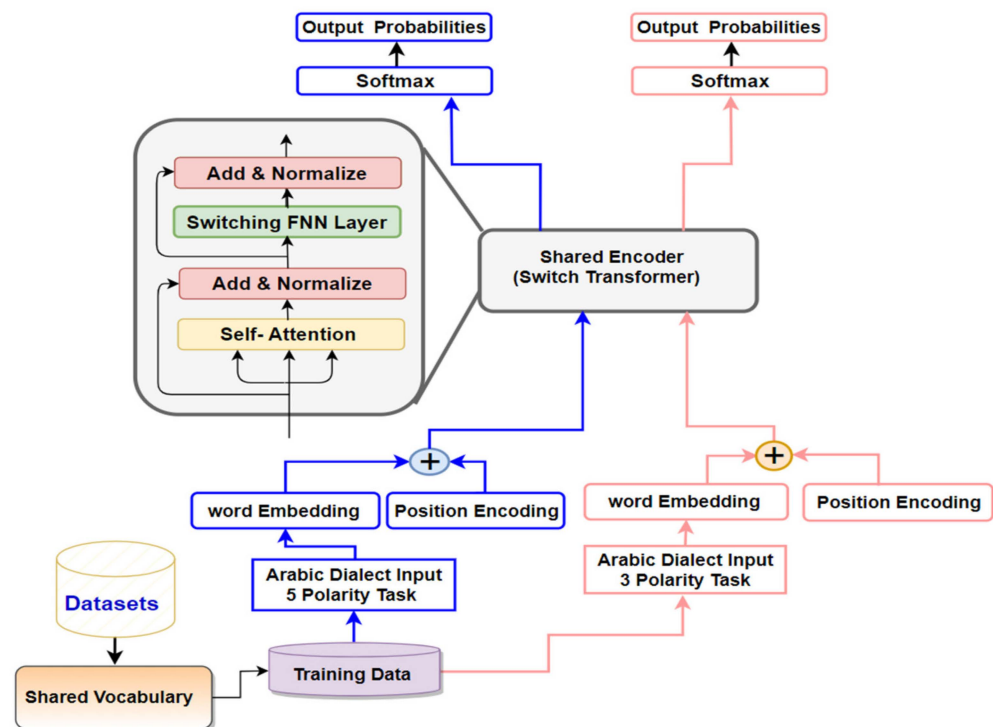 Output Probabilities
Output Probabilities
Softmax
Softmax
Add & Normalize
Switching FNN Layer
Add & Normalize
Self- Attention
Shared Encoder
(Switch Transformer)
+
+
word Embedding
Position Encoding
word Embedding
Position Encoding
Arabic Dialect Input
5 Polarity Task
Arabic Dialect Input
3 Polarity Task
Datasets
Shared Vocabulary
Training Data